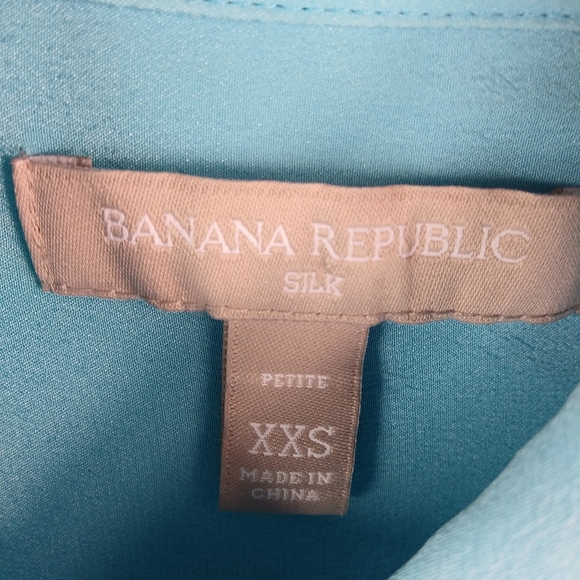 BANANA REPUBLIC
SILK
PETITE
XXS
MADE IN
CHINA